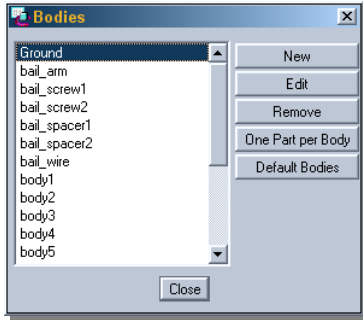 Bodies
Ground
bail_arm
bail_screw1
bail_screw2
bail_spacer1
bail_spacer2
bail_wire
body1
body2
body3
body4
body5
New
Edit
Remove
One Part per Body
Default Bodies
Close